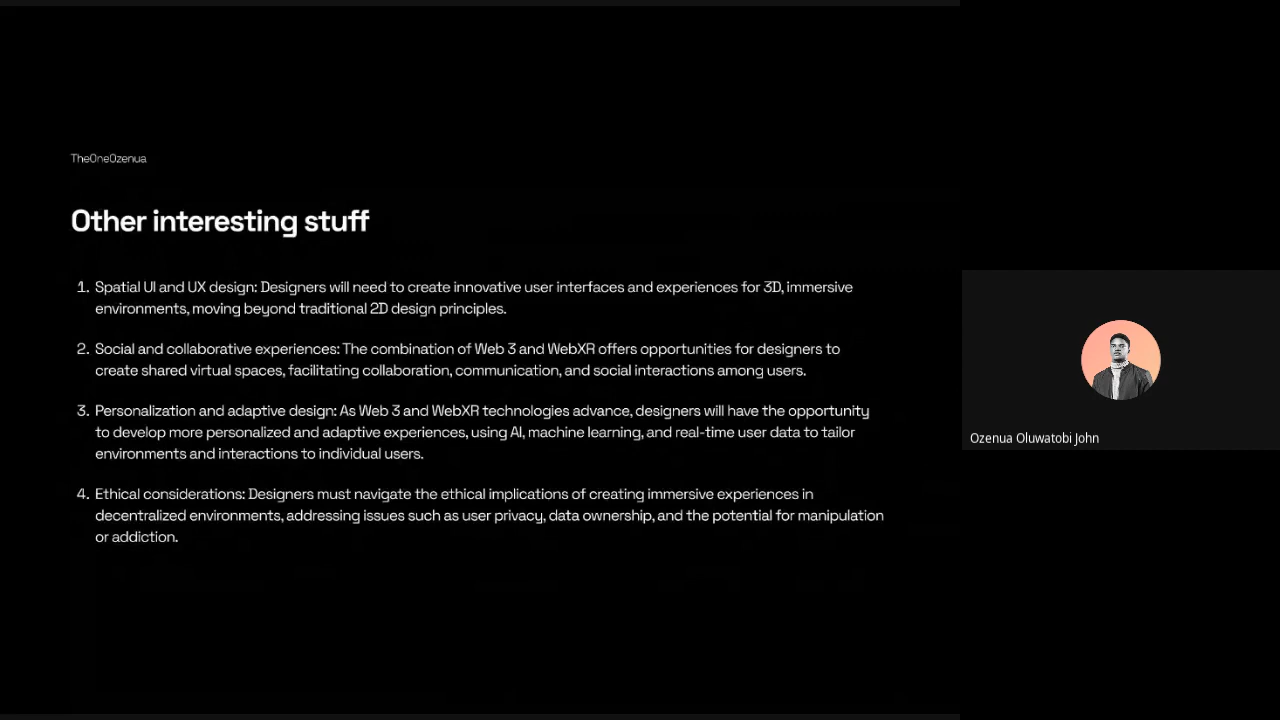 TheOneOzenua
Other interesting stuff
1. Spatial UI and UX design: Designers will need to create innovative user interfaces and experiences for 3D, immersive
environments, moving beyond traditional 2D design principles.
2. Social and collaborative experiences: The combination of Web 3 and WebXR offers opportunities for designers to
create shared virtual spaces, facilitating collaboration, communication, and social interactions among users.
3. Personalization and adaptive design: As Web 3 and WebXR technologies advance, designers will have the opportunity
to develop more personalized and adaptive experiences, using AI, machine learning, and real-time user data to tailor
environments and interactions to individual users.
4. Ethical considerations: Designers must navigate the ethical implications of creating immersive experiences in
decentralized environments, addressing issues such as user privacy, data ownership, and the potential for manipulation
or addiction.
Ozenua Oluwatobi John